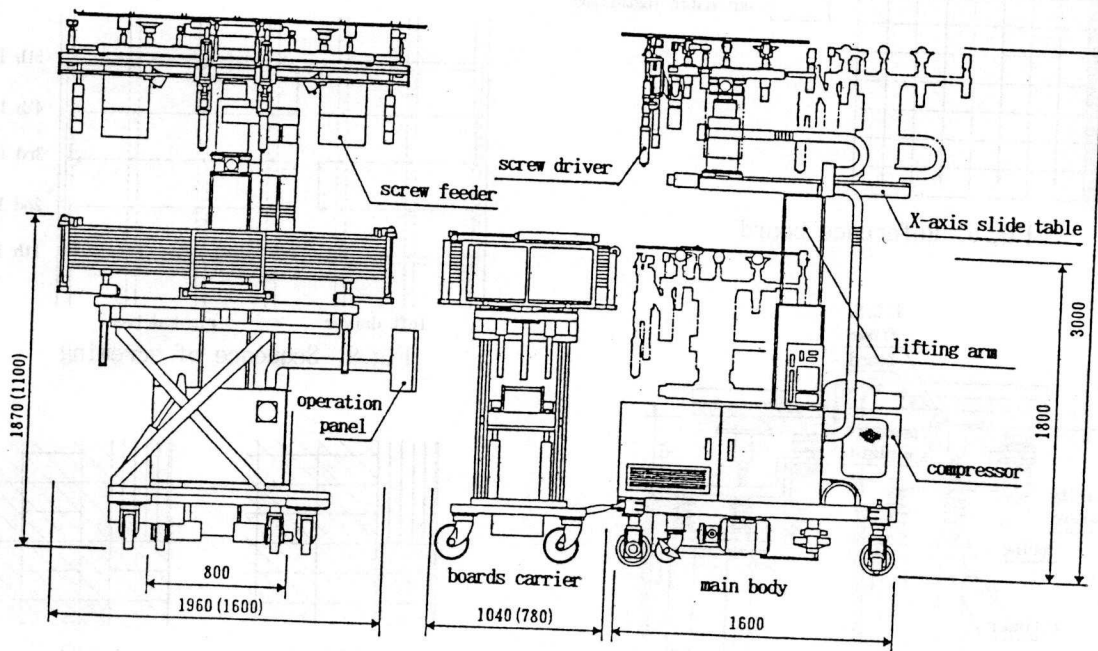 screw feeder
screw driver
X-axis slide table
lifting arm
operation
panel
compressor
boards carrier
main body
1870 (1100)
800
1960 (1600)
1040 (780)
1600
1800
3000